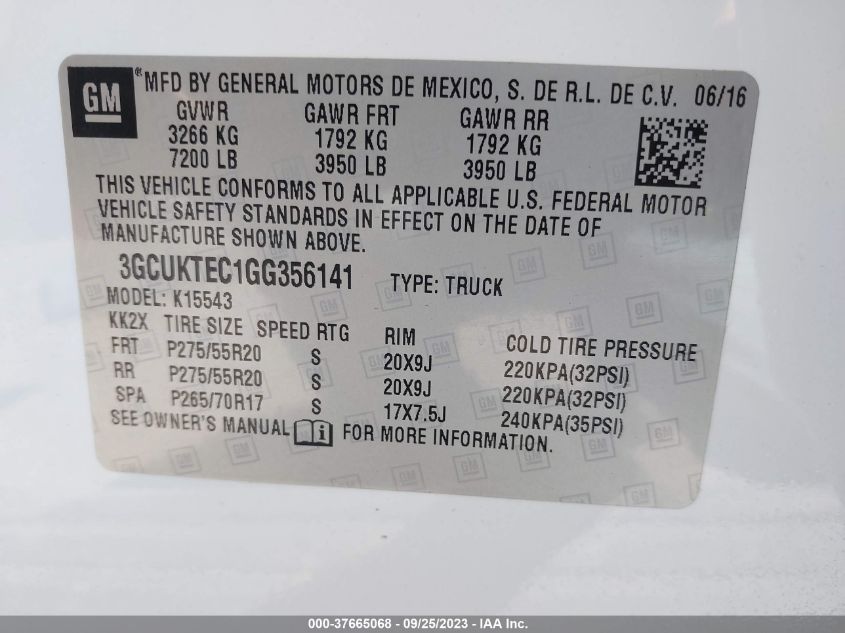 GM ® MFD BY GENERAL MOTORS DE MEXICO, S. DE R.L. DE C.V. 06/16
GVWR GAWR FRT GAWR RR
3266 KG 1792 KG 1792 KG
7200 LB 3950 LB 3950 LB
THIS VEHICLE CONFORMS TO ALL APPLICABLE U.S. FEDERAL MOTOR
VEHICLE SAFETY STANDARDS IN EFFECT ON THE DATE OF
MANUFACTURE SHOWN ABOVE.
3GCUKTEC1GG356141 TYPE: TRUCK
MODEL: K15543
KK2X TIRE SIZE SPEED RTG RIM COLD TIRE PRESSURE
FRT P275/55R20 S 20X9J 220KPA(32PSI)
RR P275/55R20 S 20X9J 220KPA(32PSI)
SPA P265/70R17 S 17X7.5J 240KPA(35PSI)
SEE OWNER'S MANUAL i FOR MORE INFORMATION.
000-37665068 - 09/25/2023 - IAA Inc.